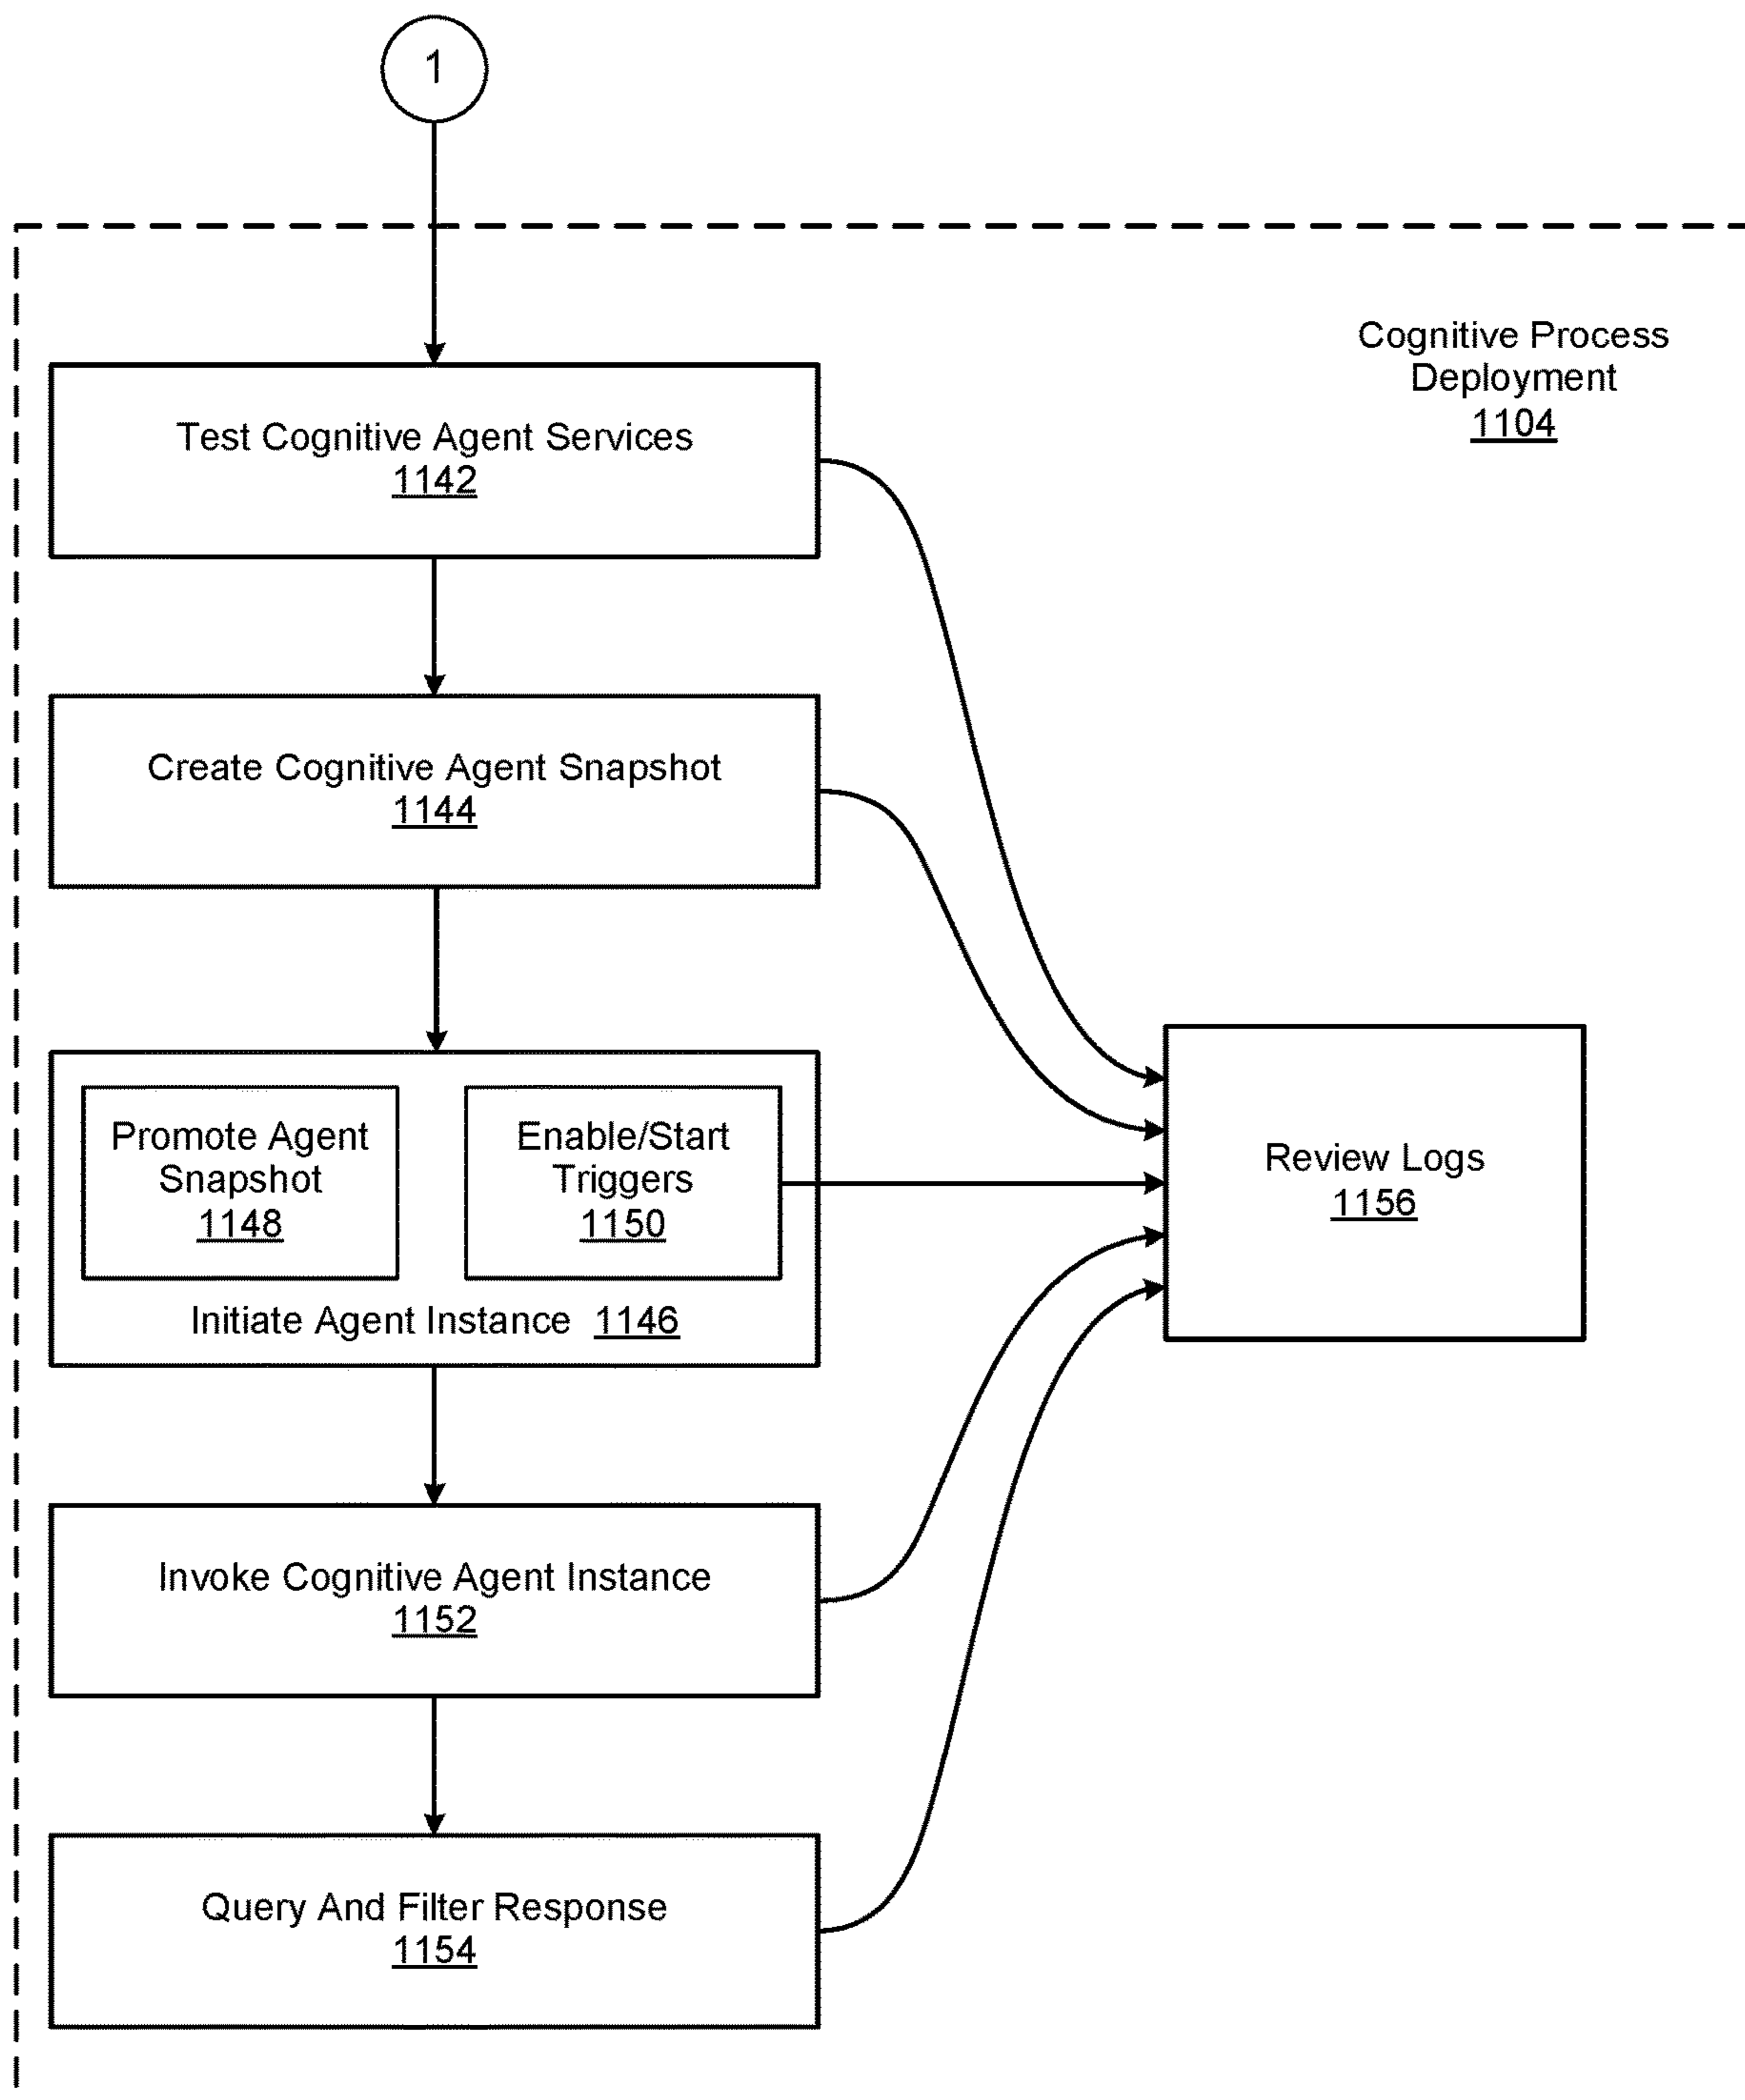 1
Cognitive Process
Deployment
1104
Test Cognitive Agent Services
1142
Create Cognitive Agent Snapshot
1144
Promote Agent
Snapshot
1148
Enable/Start
Triggers
1150
Initiate Agent Instance 1146
Review Logs
1156
Invoke Cognitive Agent Instance
1152
Query And Filter Response
1154